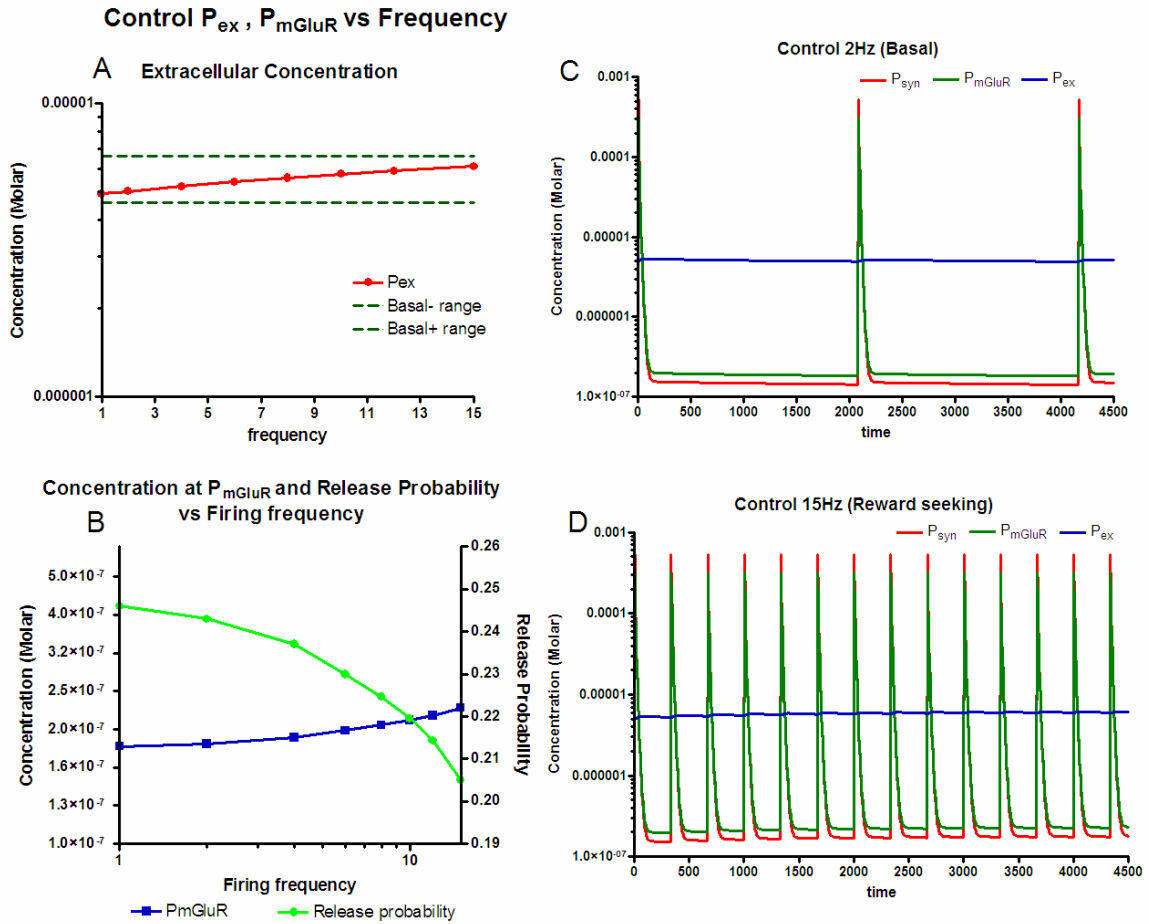 Control Pex , PmGluR vs Frequency
A
Extracellular Concentration
0.00001
0.000001
Concentration (Molar)
1 3 5 7 9 11 13 15
frequency
Pex
Basal- range
Basal+ range
C
Control 2Hz (Basal)
Psyn PmGluR Pex
0.001
0.0001
0.00001
0.000001
1.0×10-07
Concentration (Molar)
0 500 1000 1500 2000 2500 3000 3500 4000 4500
time
Concentration at PmGluR and Release Probability
vs Firing frequency
B
5.0×10-7
4.0×10-7
3.2×10-7
2.5×10-7
2.0×10-7
1.6×10-7
1.3×10-7
1.0×10-7
Concentration (Molar)
0.26
0.25
0.24
0.23
0.22
0.21
0.20
0.19
Release Probability
1 10
Firing frequency
PmGluR Release probability
D
Control 15Hz (Reward seeking)
Psyn PmGluR Pex
0.001
0.0001
0.00001
0.000001
1.0×10-07
Concentration (Molar)
0 500 1000 1500 2000 2500 3000 3500 4000 4500
time